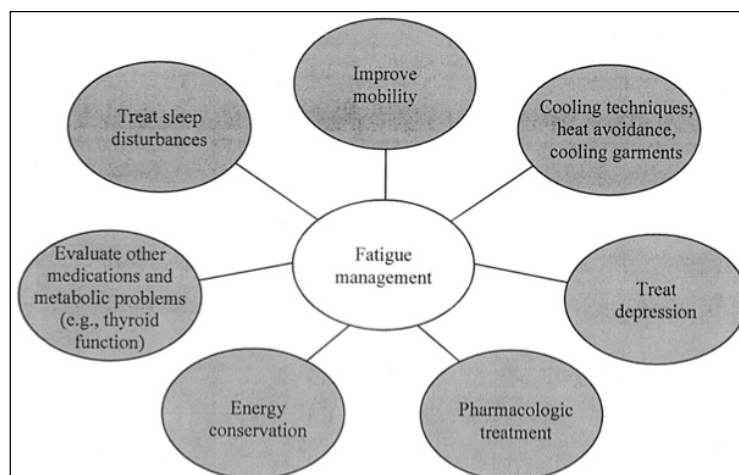 Improve
mobility
Treat sleep
disturbances
Cooling techniques;
heat avoidance,
cooling garments
Evaluate other
medications and
metabolic problems
(e.g., thyroid
function)
Fatigue
management
Treat
depression
Energy
conservation
Pharmacologic
treatment